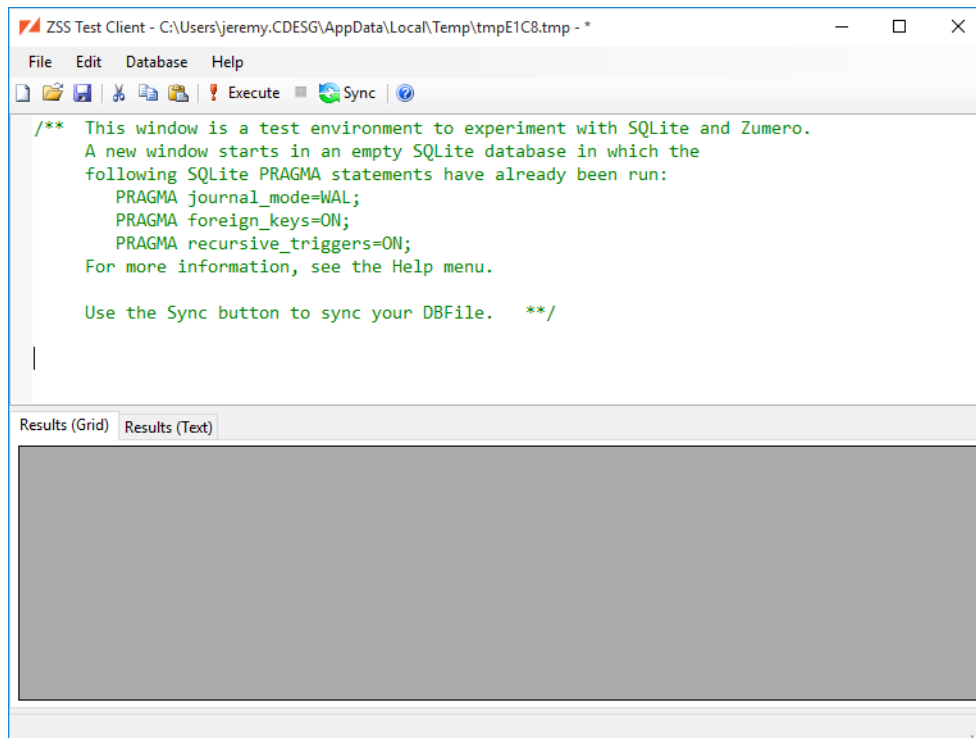 ZSS Test Client - C:\Users\jeremy.CDESG\AppData\Local\Temp\tmpE1C8.tmp - *
File Edit Database Help
Execute Sync
/** This window is a test environment to experiment with SQLite and Zumero.
A new window starts in an empty SQLite database in which the
following SQLite PRAGMA statements have already been run:
PRAGMA journal_mode=WAL;
PRAGMA foreign_keys=ON;
PRAGMA recursive_triggers=ON;
For more information, see the Help menu.
Use the Sync button to sync your DBFile. **/
Results (Grid) Results (Text)